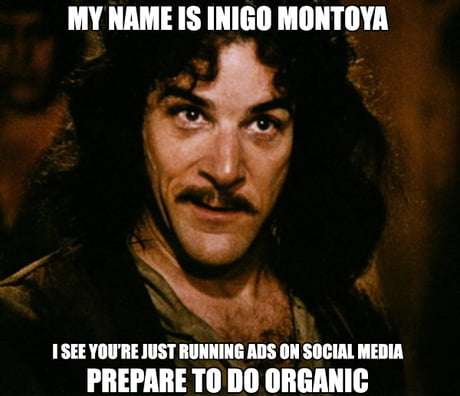 MY NAME IS INIGO MONTOYA
I SEE YOU'RE JUST RUNNING ADS ON SOCIAL MEDIA
PREPARE TO DO ORGANIC